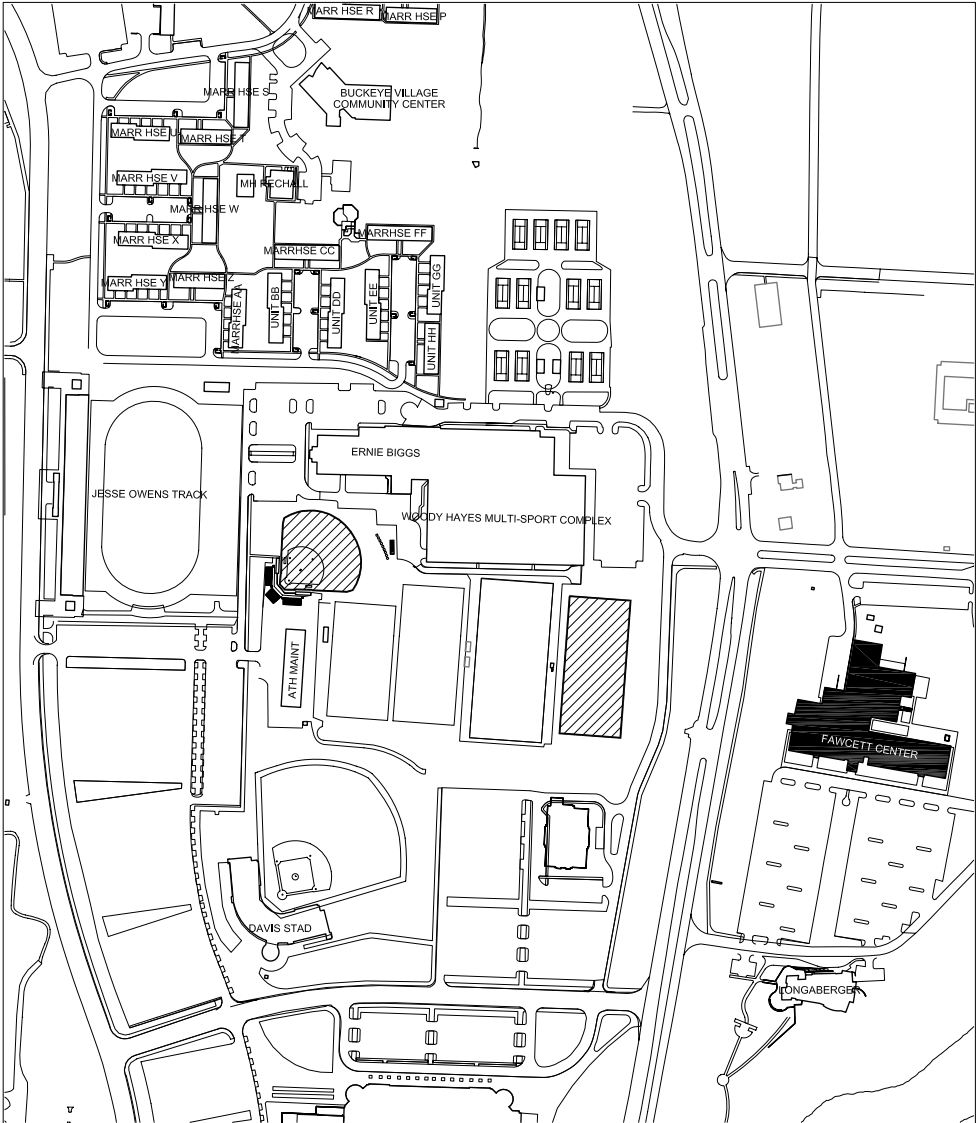 MARR HSE R
MARR HSE P
MARR HSE S
BUCKEYE VILLAGE
COMMUNITY CENTER
MARR HSE U
MARR HSE T
MARR HSE V
MH RECHALL
MARR HSE W
MARR HSE X
MARRHSE FF
MARRHSE CC
MARR HSE Y
MARR HSE Z
MARRHSE AA
UNIT BB
UNIT DD
UNIT EE
UNIT GG
UNIT HH
ERNIE BIGGS
JESSE OWENS TRACK
WOODY HAYES MULTI-SPORT COMPLEX
ATH MAINT
FAWCETT CENTER
DAVIS STAD
LONGABERGER